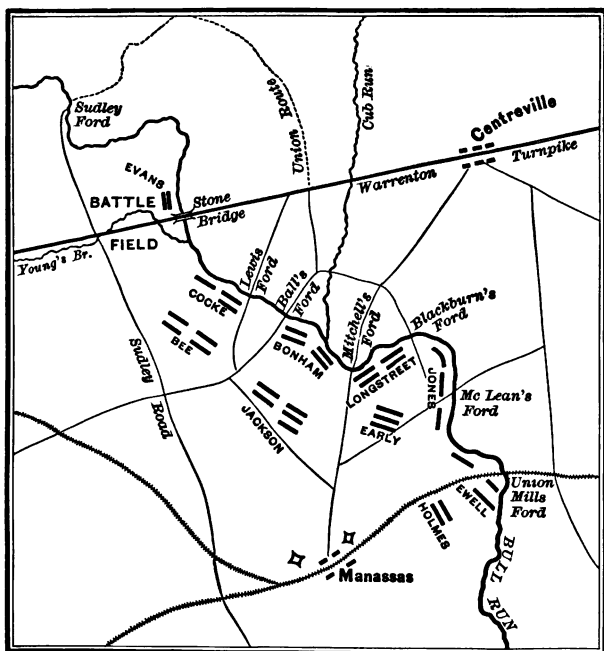 Sudley
Ford
Union Route
Cub Run
Centreville
Warrenton Turnpike
EVANS
BATTLE
FIELD
Stone
Bridge
Young's Br.
Lewis
Ford
Ball's
Ford
Mitchell's
Ford
Blackburn's
Ford
COCKE
BEE
BONHAM
LONGSTREET
JONES
Mc Lean's
Ford
Sudley
Road
JACKSON
EARLY
Union
Mills
Ford
EWELL
HOLMES
Manassas
BULL RUN